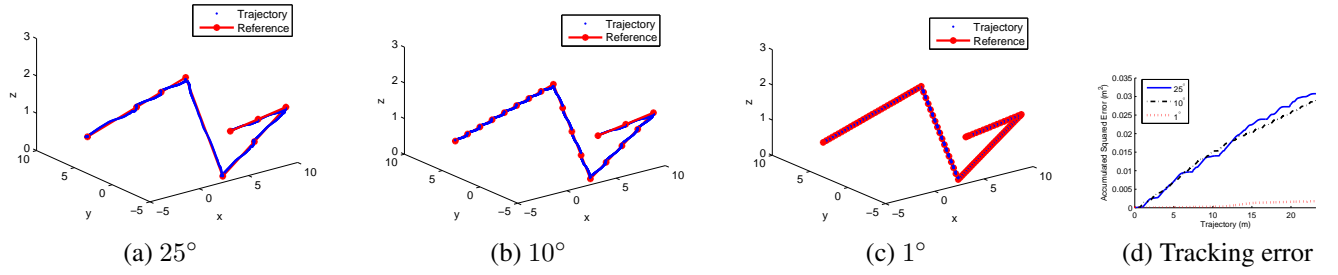 Trajectory
Reference
3
2
1
0
z
10
5
0
-5
y
-5
0
5
10
x
(a) 25°
Trajectory
Reference
3
2
1
0
z
10
5
0
-5
y
-5
0
5
10
x
(b) 10°
Trajectory
Reference
3
2
1
0
z
10
5
0
-5
y
-5
0
5
10
x
(c) 1°
0.035
0.03
0.025
0.02
0.015
0.01
0.005
0
Accumulated Squared Error (m²)
25°
10°
1°
0
5
10
15
20
Trajectory (m)
(d) Tracking error